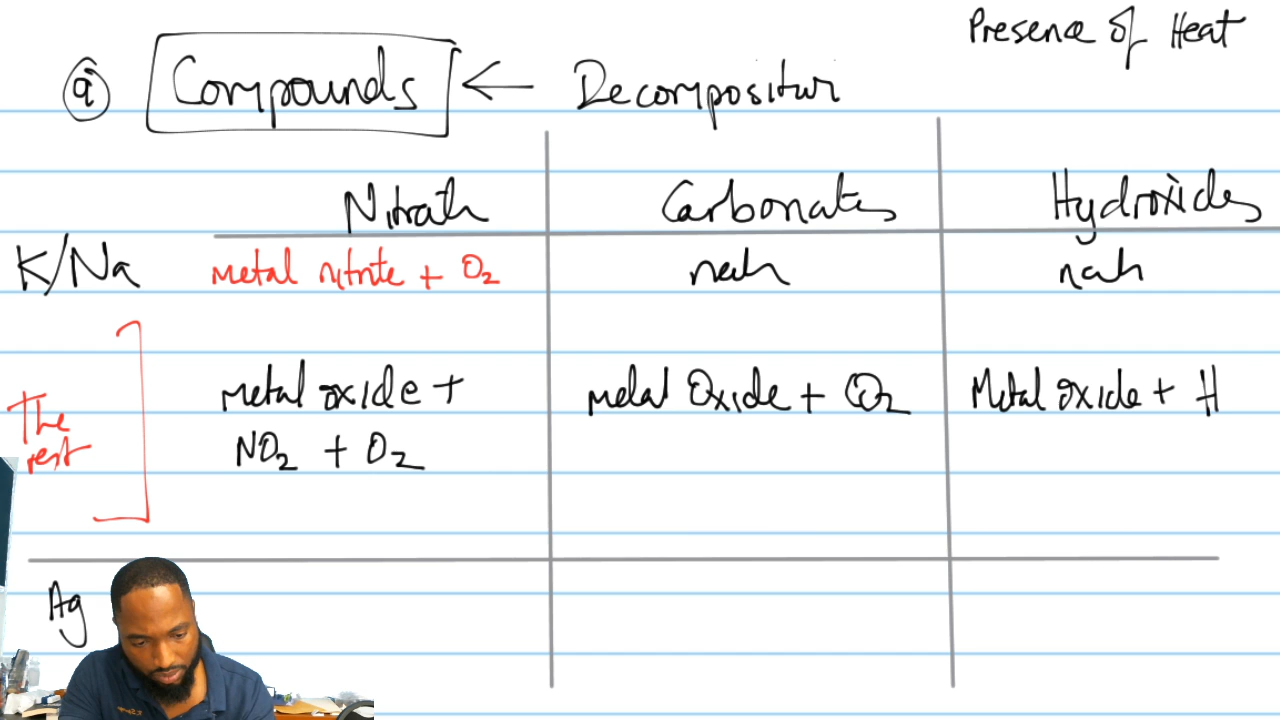 Presence of Heat
a Compounds ← Decomposition
Nitrate Carbonates Hydroxides
K/Na metal nitrite + O2 nah nah
The rest
metal oxide + metal Oxide + CO2 Metal oxide + H
NO2 + O2
Ag